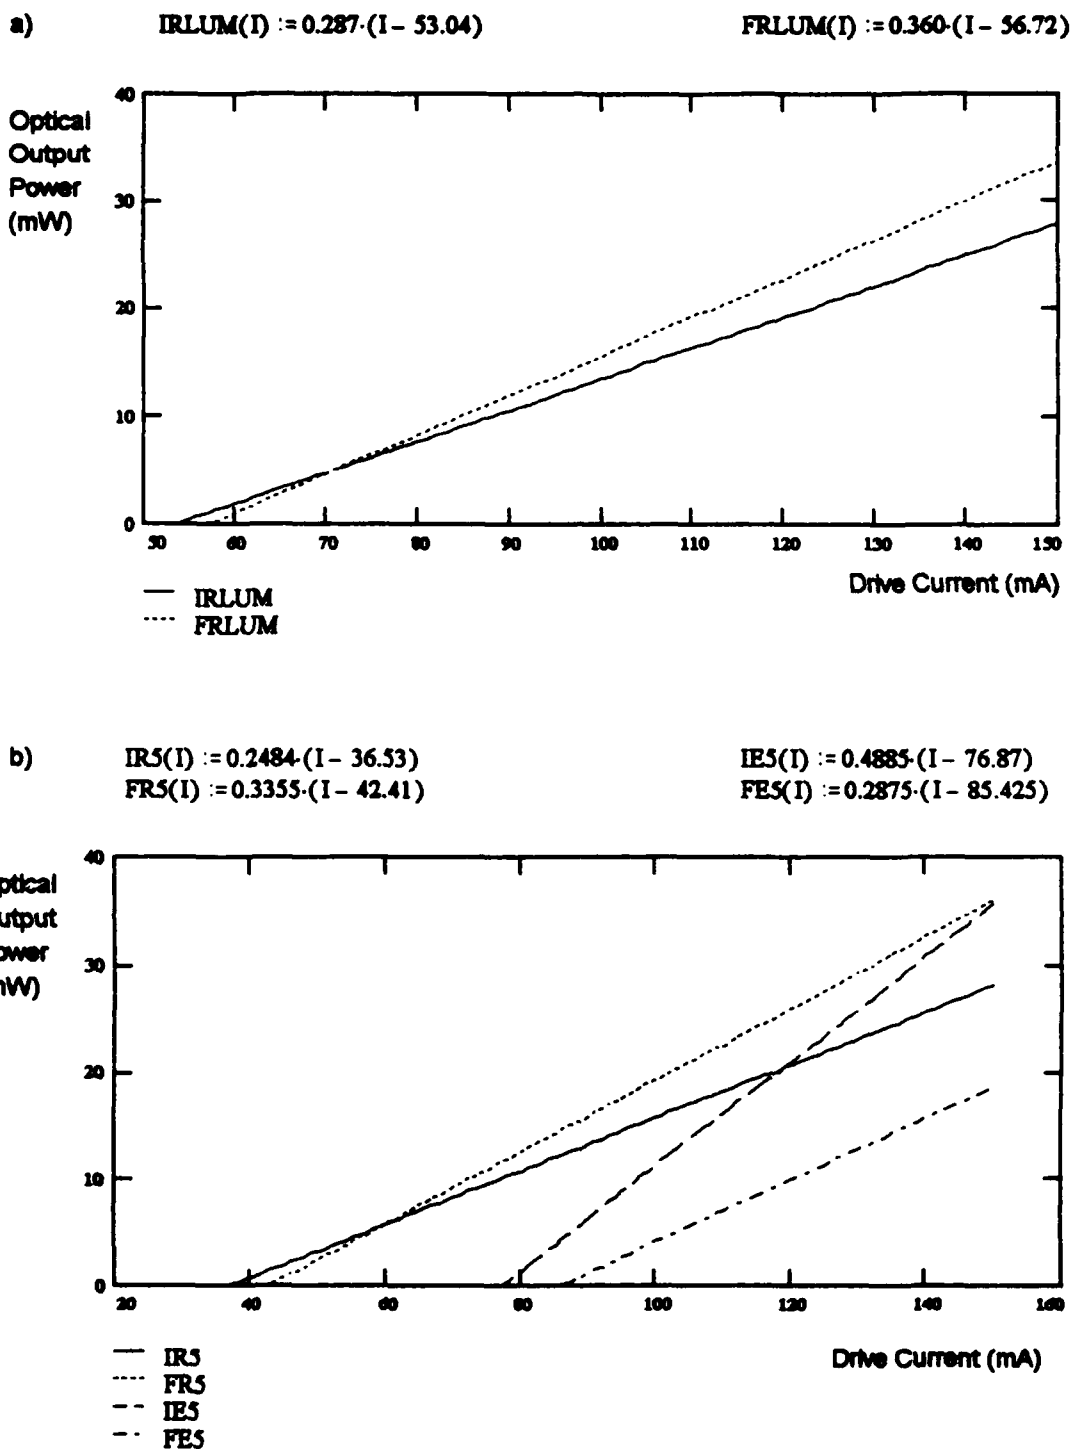 a) IRLUM(I) := 0.287·(I − 53.04) FRLUM(I) := 0.360·(I − 56.72)
Optical
Output
Power
(mW)
40
30
20
10
0
50 60 70 80 90 100 110 120 130 140 150
Drive Current (mA)
IRLUM
FRLUM
b) IR5(I) := 0.2484·(I − 36.53) IE5(I) := 0.4885·(I − 76.87)
FR5(I) := 0.3355·(I − 42.41) FE5(I) := 0.2875·(I − 85.425)
ptical
utput
ower
W)
40
30
20
10
0
20 40 60 80 100 120 140 160
Drive Current (mA)
IR5
FR5
IE5
FE5